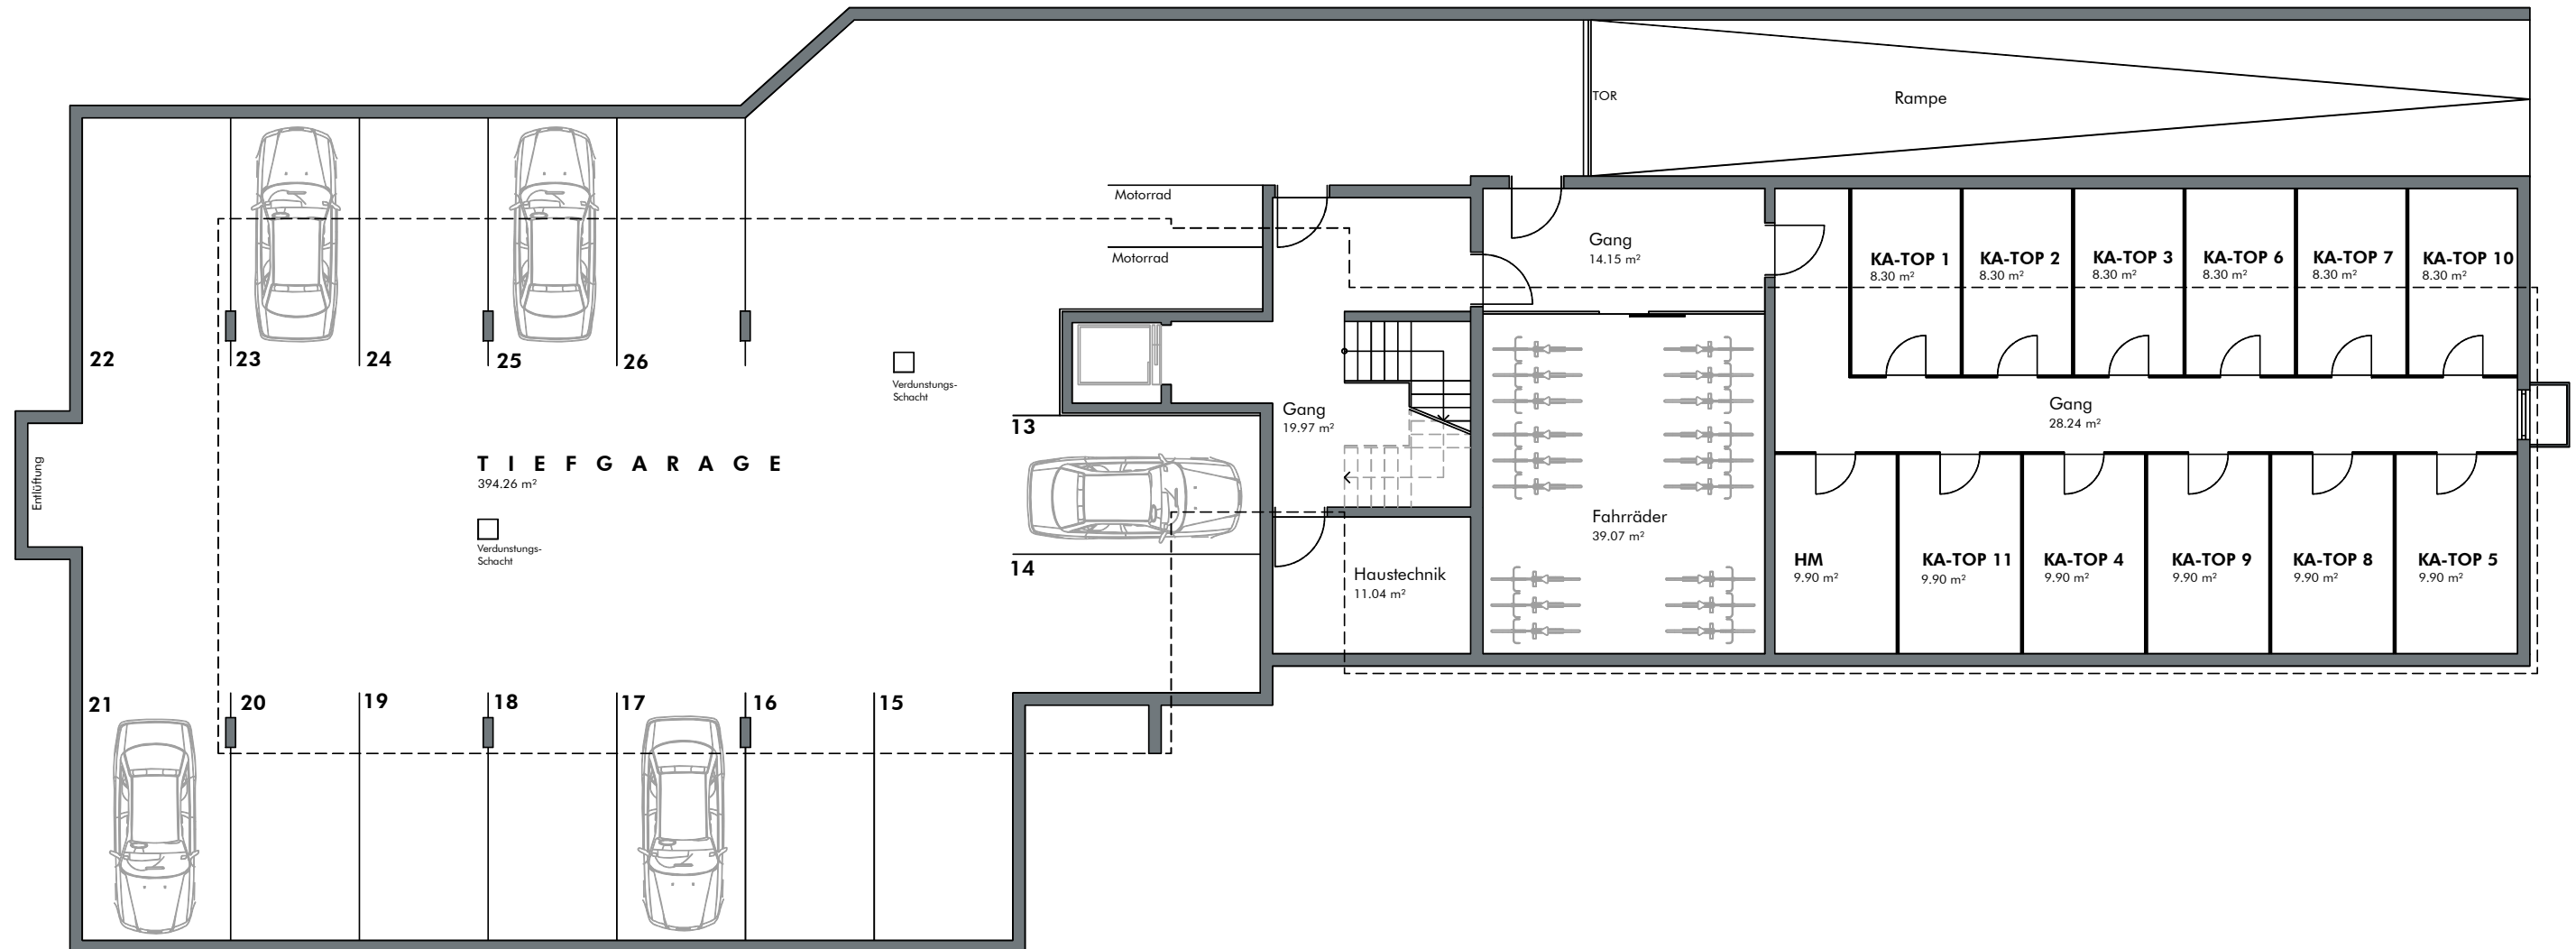 TOR
Rampe
Motorrad
Motorrad
Gang
14.15 m²
KA-TOP 1
8.30 m²
KA-TOP 2
8.30 m²
KA-TOP 3
8.30 m²
KA-TOP 6
8.30 m²
KA-TOP 7
8.30 m²
KA-TOP 10
8.30 m²
22
23
24
25
26
Verdunstungs-
Schacht
13
Gang
19.97 m²
Gang
28.24 m²
Entlüftung
TIEFGARAGE
394.26 m²
Verdunstungs-
Schacht
14
Haustechnik
11.04 m²
Fahrräder
39.07 m²
HM
9.90 m²
KA-TOP 11
9.90 m²
KA-TOP 4
9.90 m²
KA-TOP 9
9.90 m²
KA-TOP 8
9.90 m²
KA-TOP 5
9.90 m²
21
20
19
18
17
16
15